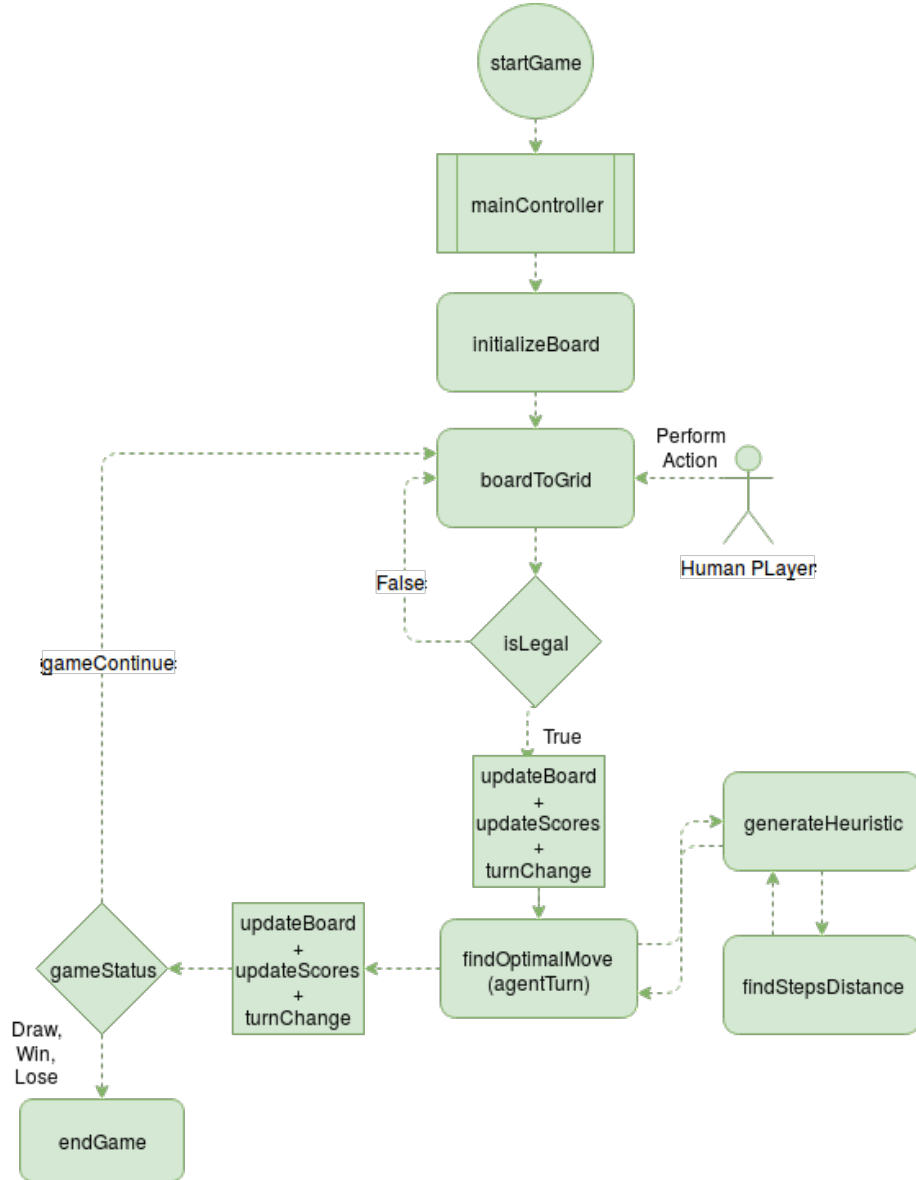 startGame
mainController
initializeBoard
Perform
Action
boardToGrid
Human PLayer
False
isLegal
gameContinue
True
updateBoard
+
updateScores
+
turnChange
generateHeuristic
updateBoard
+
updateScores
+
turnChange
findOptimalMove
(agentTurn)
findStepsDistance
gameStatus
Draw,
Win,
Lose
endGame